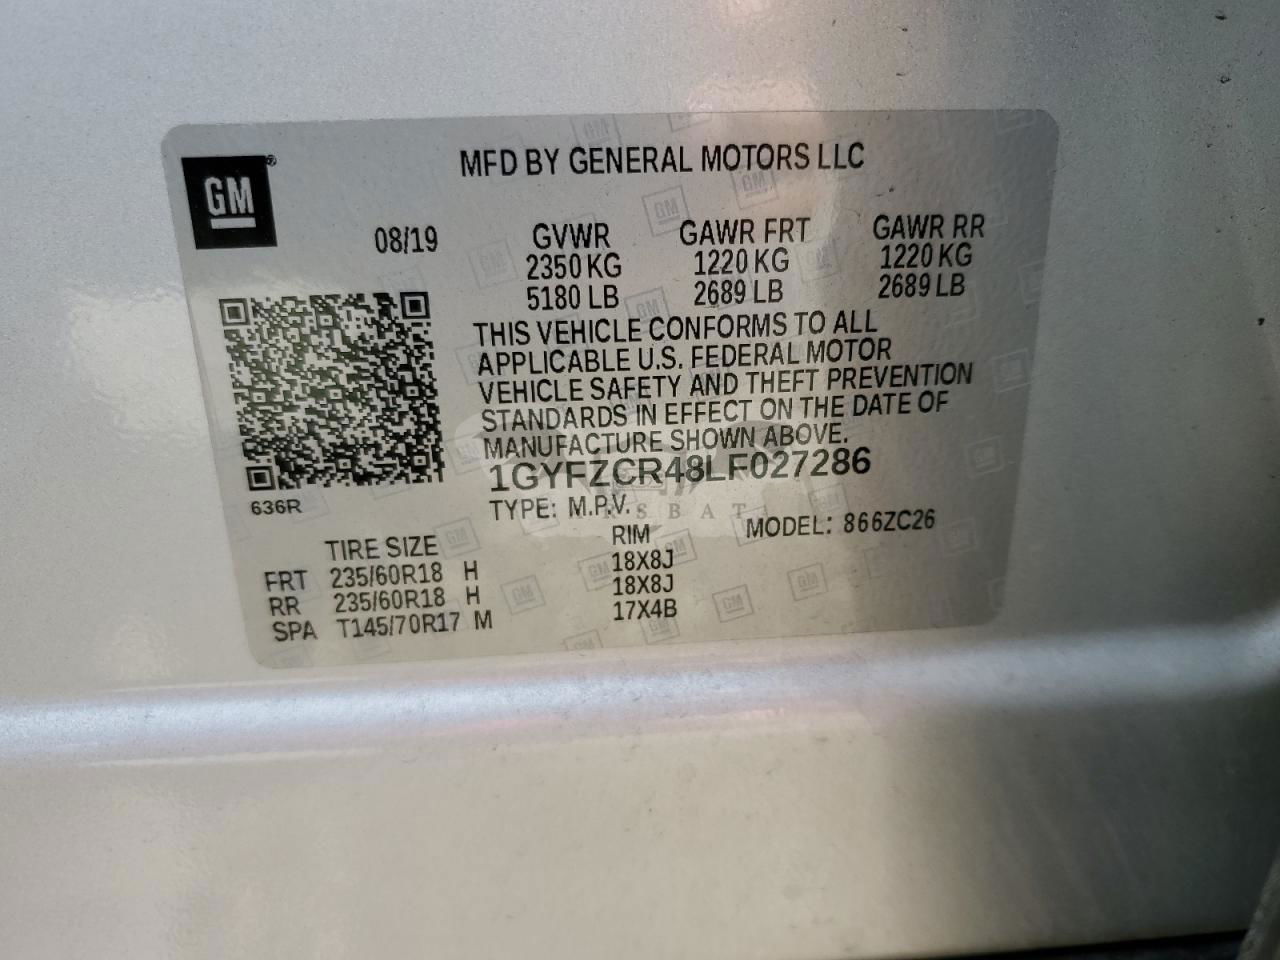 MFD BY GENERAL MOTORS LLC
GM®
08/19 GVWR GAWR FRT GAWR RR
2350 KG 1220 KG 1220 KG
5180 LB 2689 LB 2689 LB
THIS VEHICLE CONFORMS TO ALL
APPLICABLE U.S. FEDERAL MOTOR
VEHICLE SAFETY AND THEFT PREVENTION
STANDARDS IN EFFECT ON THE DATE OF
MANUFACTURE SHOWN ABOVE.
1GYFZCR48LF027286
636R
TYPE: M.P.V. MODEL: 866ZC26
TIRE SIZE RIM
FRT 235/60R18 H 18X8J
RR 235/60R18 H 18X8J
SPA T145/70R17 M 17X4B